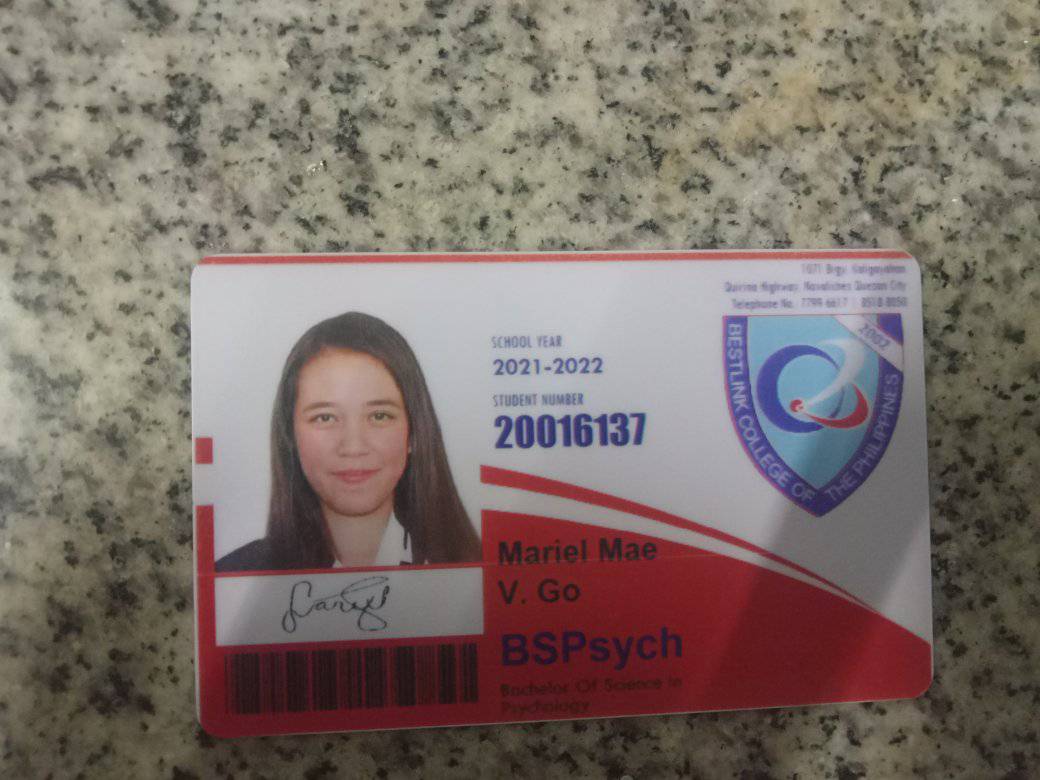 1071 Brgy. Kaligayahan
Quirino Highway, Novaliches Quezon City
Telephone No. 7799 6617 | 8518 8050
2002
BESTLINK COLLEGE OF THE PHILIPPINES
SCHOOL YEAR
2021-2022
STUDENT NUMBER
20016137
Mariel Mae
V. Go
BSPsych
Bachelor Of Science in
Psychology